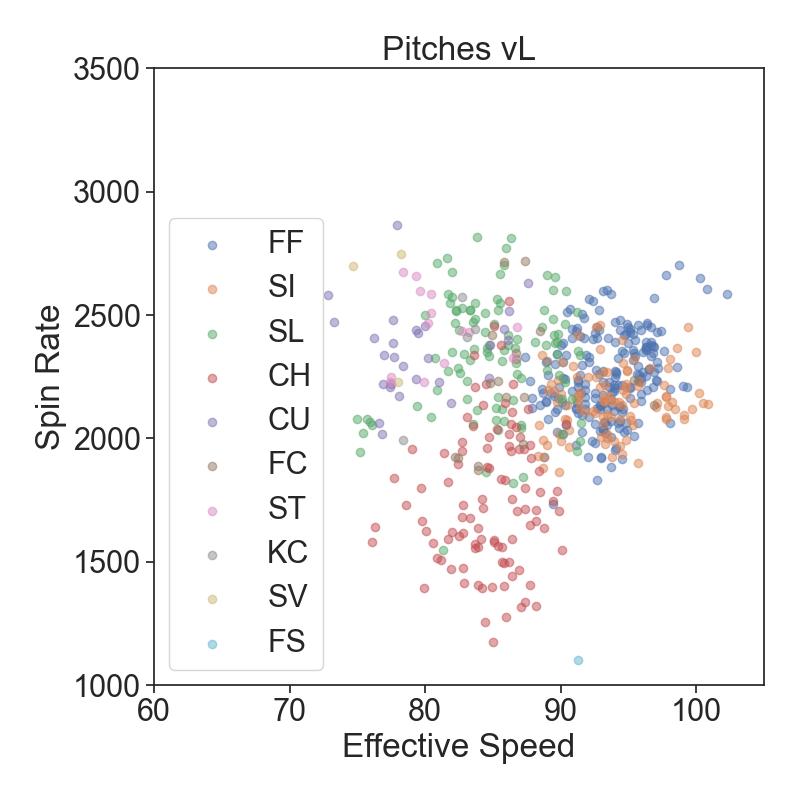 Pitches vL
3500
3000
2500
2000
1500
1000
Spin Rate
FF
SI
SL
CH
CU
FC
ST
KC
SV
FS
60 70 80 90 100
Effective Speed